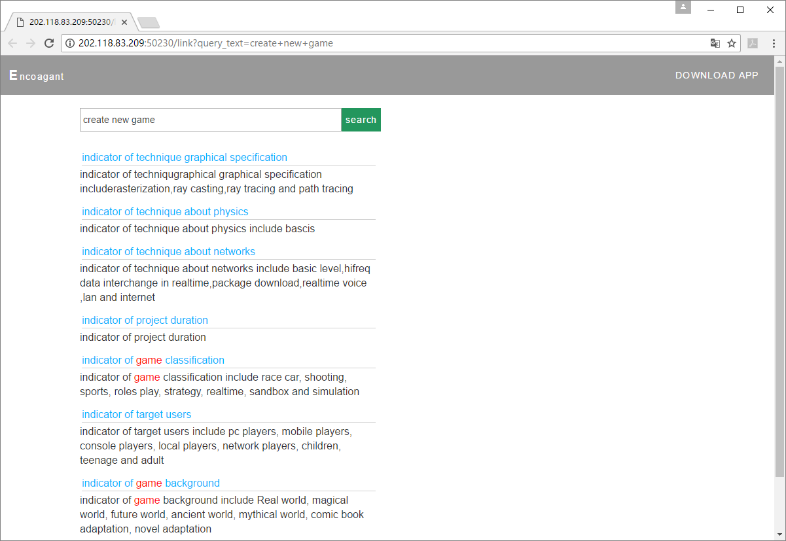 202.118.83.209:50230/l
202.118.83.209:50230/link?query_text=create+new+game
Encoagant
DOWNLOAD APP
create new game
search
indicator of technique graphical specification
indicator of techniqugraphical graphical specification
includerasterization,ray casting,ray tracing and path tracing
indicator of technique about physics
indicator of technique about physics include bascis
indicator of technique about networks
indicator of technique about networks include basic level,hifreq
data interchange in realtime,package download,realtime voice
,lan and internet
indicator of project duration
indicator of project duration
indicator of game classification
indicator of game classification include race car, shooting,
sports, roles play, strategy, realtime, sandbox and simulation
indicator of target users
indicator of target users include pc players, mobile players,
console players, local players, network players, children,
teenage and adult
indicator of game background
indicator of game background include Real world, magical
world, future world, ancient world, mythical world, comic book
adaptation, novel adaptation